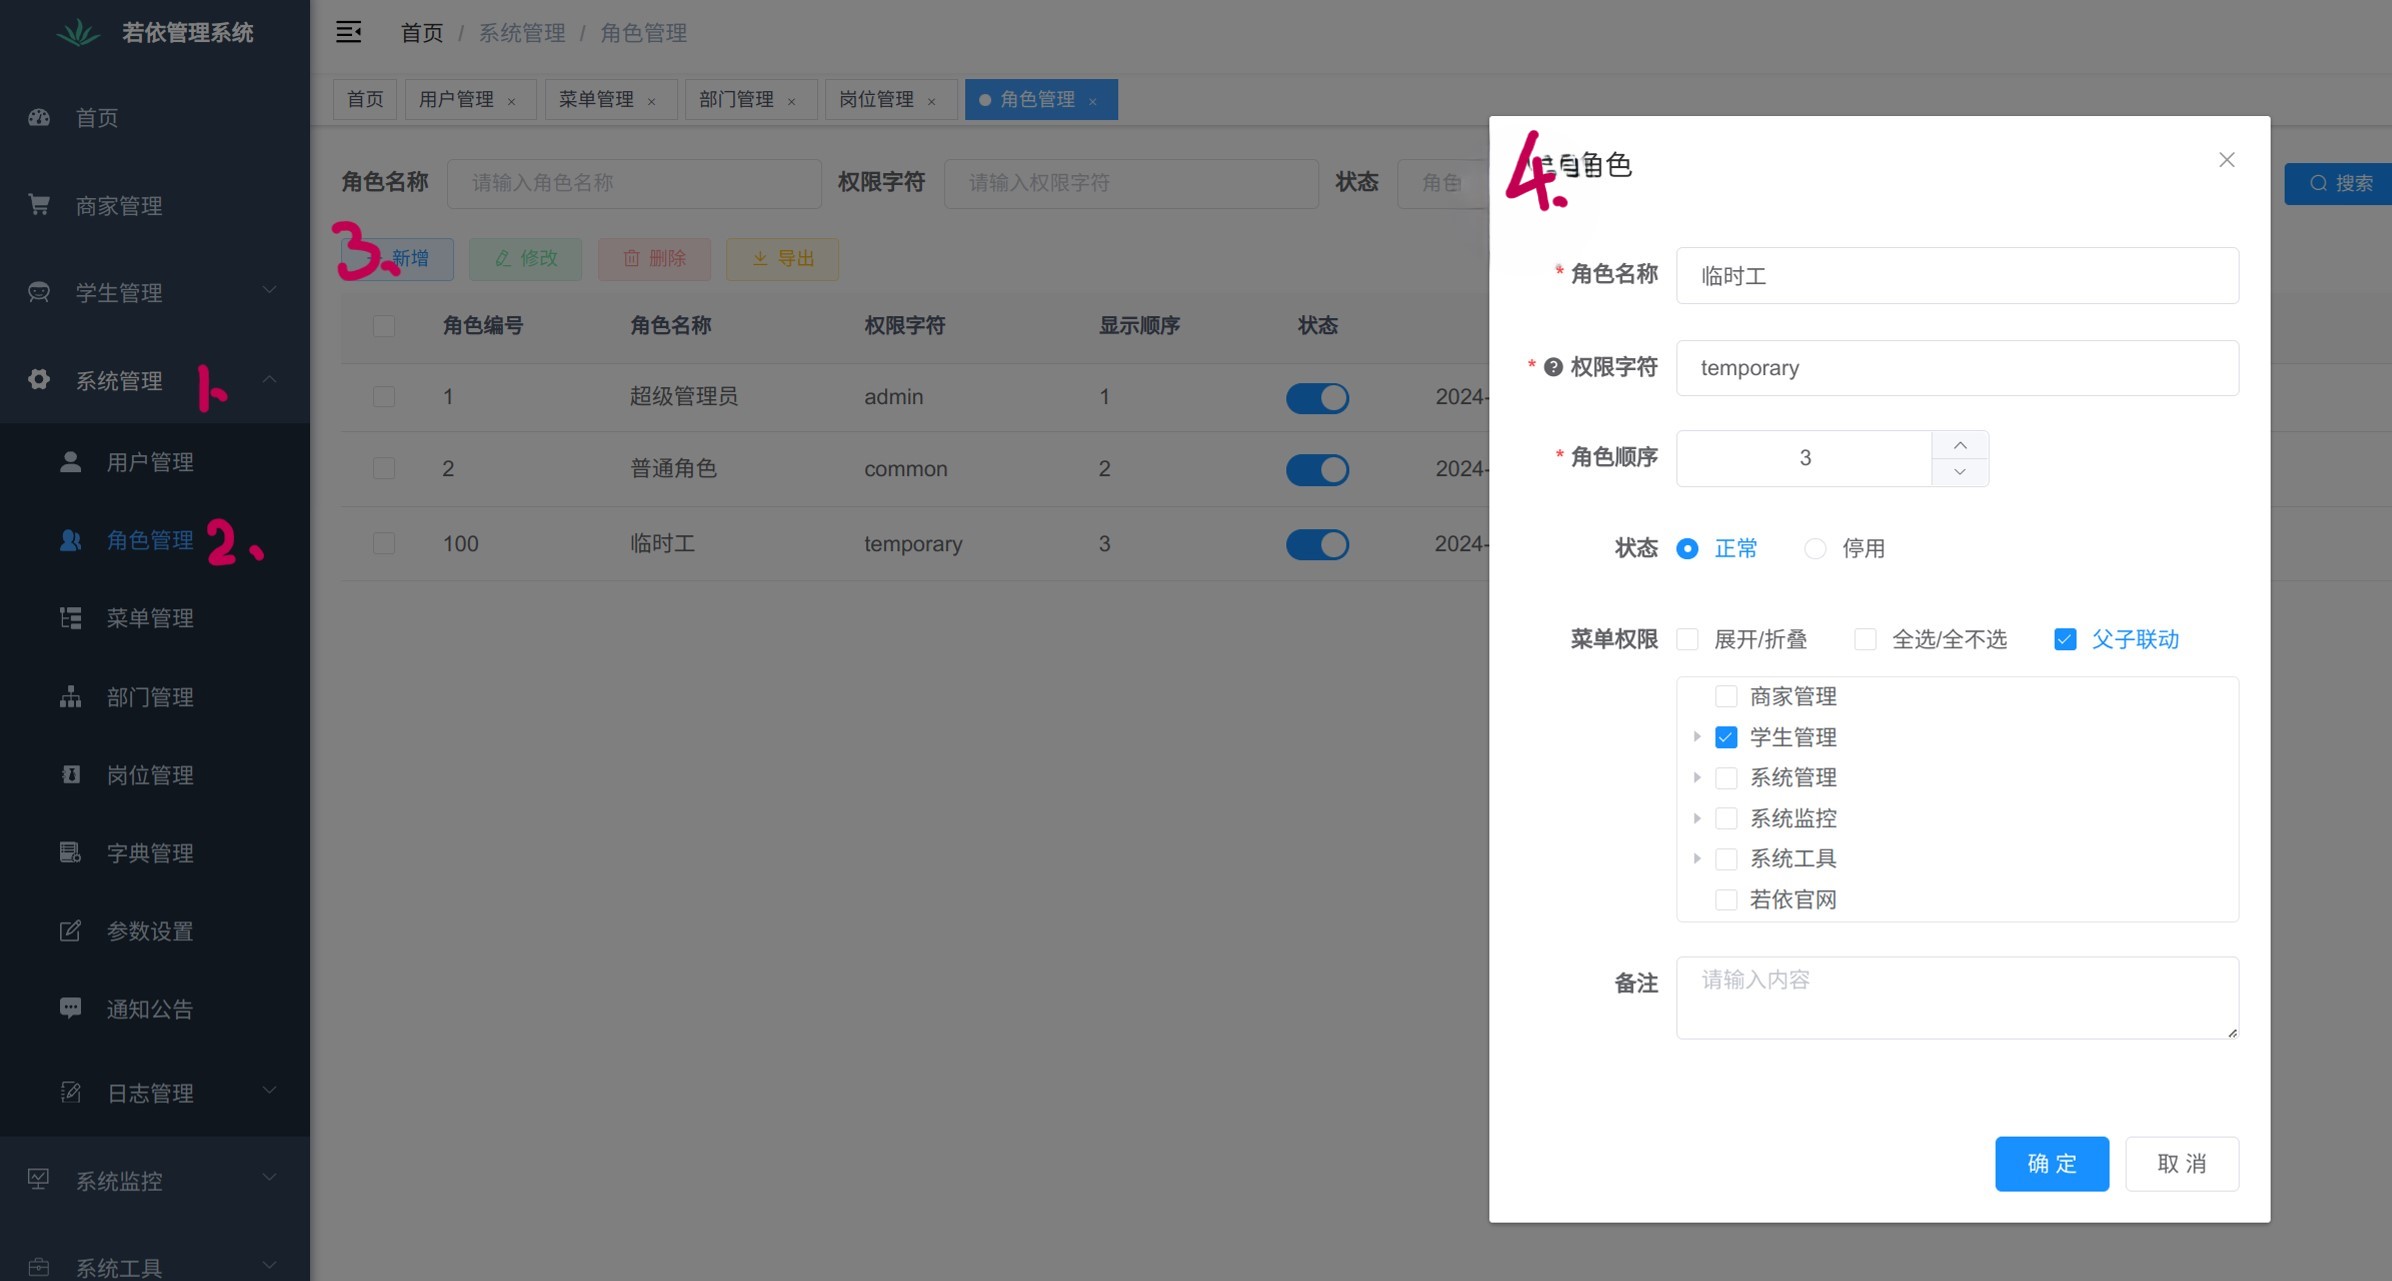 若依管理系统
首页 / 系统管理 / 角色管理
首页
用户管理 ×
菜单管理 ×
部门管理 ×
岗位管理 ×
角色管理 ×
首页
商家管理
学生管理
系统管理
1、
用户管理
角色管理
2、
菜单管理
部门管理
岗位管理
字典管理
参数设置
通知公告
日志管理
系统监控
系统工具
角色名称 请输入角色名称 权限字符 请输入权限字符 状态 角色
搜索
3、
新增 修改 删除 导出
角色编号 角色名称 权限字符 显示顺序 状态
1 超级管理员 admin 1 2024-
2 普通角色 common 2 2024-
100 临时工 temporary 3 2024-
4.
角色
* 角色名称 临时工
* 权限字符 temporary
* 角色顺序 3
状态 正常 停用
菜单权限 展开/折叠 全选/全不选 父子联动
商家管理
学生管理
系统管理
系统监控
系统工具
若依官网
备注 请输入内容
确 定 取 消